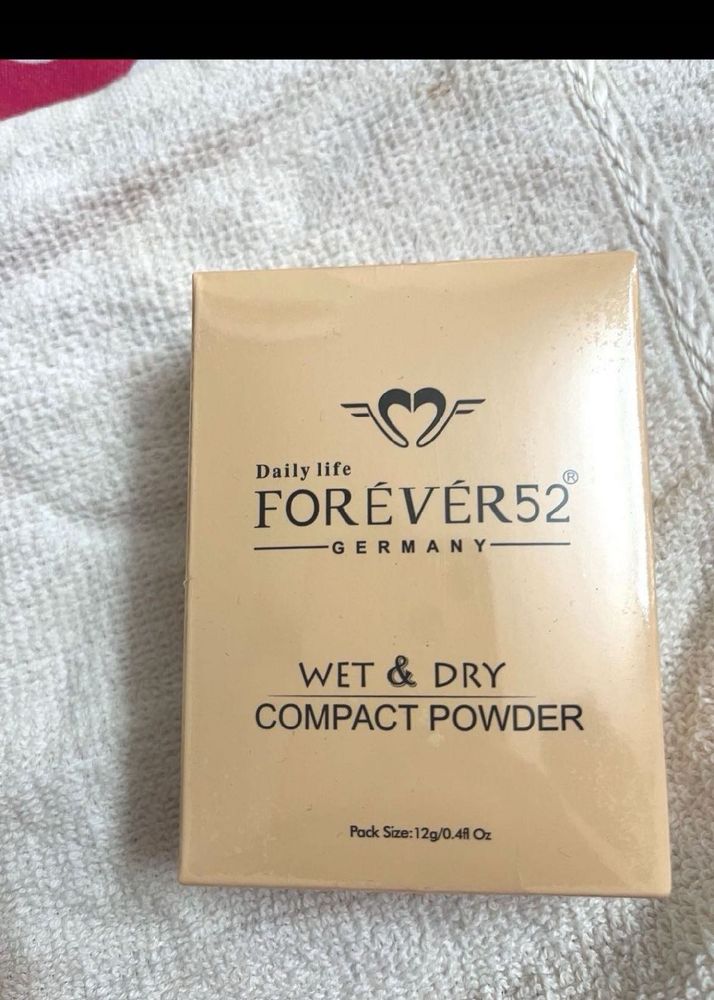 Daily life
FORÉVÉR52®
GERMANY
WET & DRY
COMPACT POWDER
Pack Size:12g/0.4fl Oz